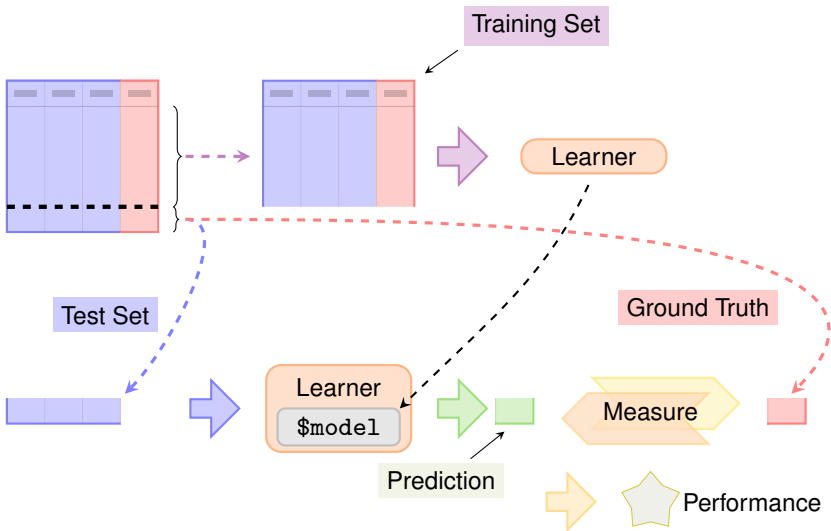 Training Set
Learner
Test Set
Ground Truth
Learner
$model
Measure
Prediction
Performance